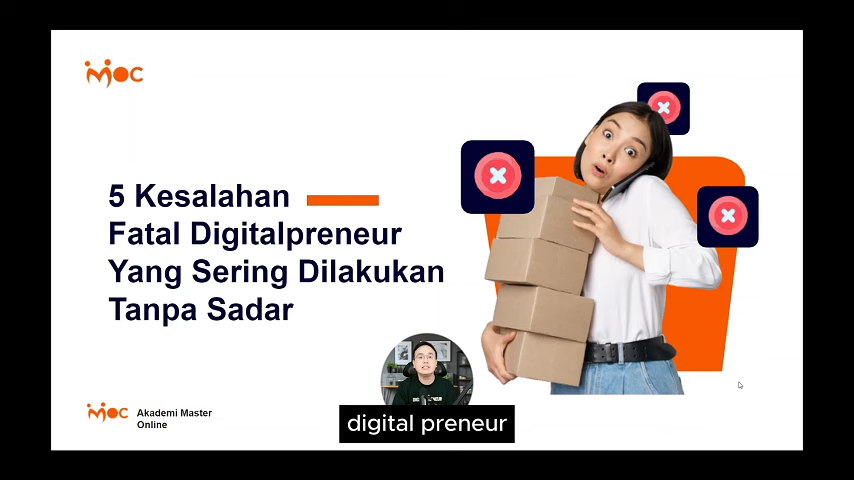 MOC
5 Kesalahan
Fatal Digitalpreneur
Yang Sering Dilakukan
Tanpa Sadar
MOC
Akademi Master
Online
digital preneur